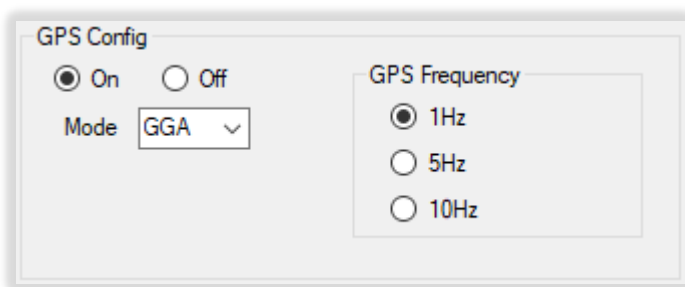 GPS Config
On Off
Mode GGA
GPS Frequency
1Hz
5Hz
10Hz